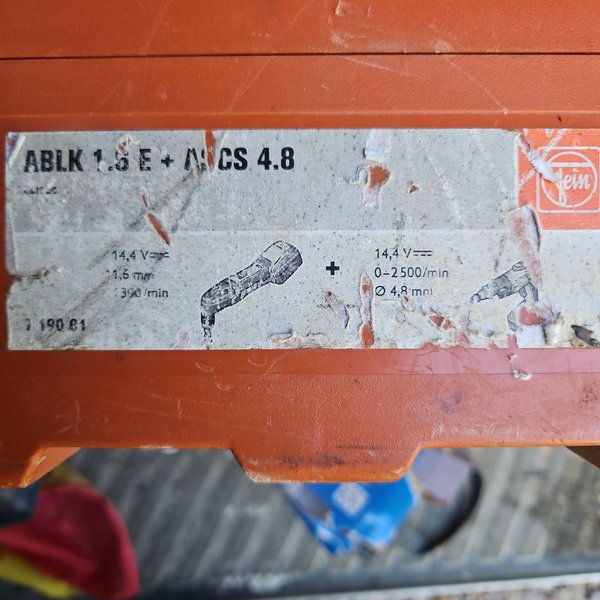 ABLK 1.6 E + CS 4.8
Fein
14,4 V
1,6 mm
+
14,4 V
0–2500/min
Ø 4,8 mm